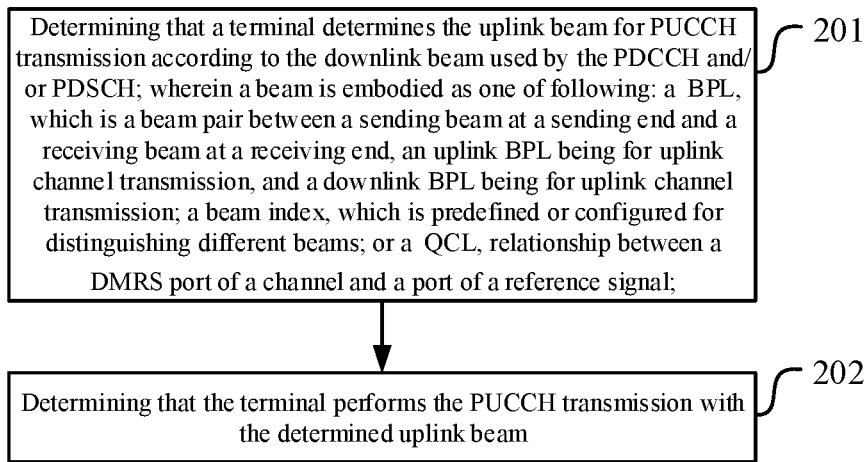 Determining that a terminal determines the uplink beam for PUCCH
transmission according to the downlink beam used by the PDCCH and/
or PDSCH; wherein a beam is embodied as one of following: a BPL,
which is a beam pair between a sending beam at a sending end and a
receiving beam at a receiving end, an uplink BPL being for uplink
channel transmission, and a downlink BPL being for uplink channel
transmission; a beam index, which is predefined or configured for
distinguishing different beams; or a QCL, relationship between a
DMRS port of a channel and a port of a reference signal;
201
Determining that the terminal performs the PUCCH transmission with
the determined uplink beam
202